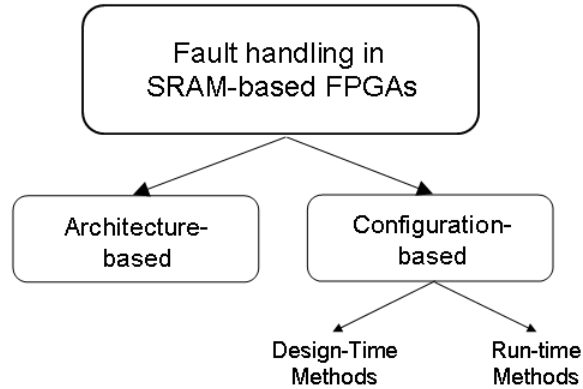 Fault handling in
SRAM-based FPGAs
Architecture-
based
Configuration-
based
Design-Time
Methods
Run-time
Methods